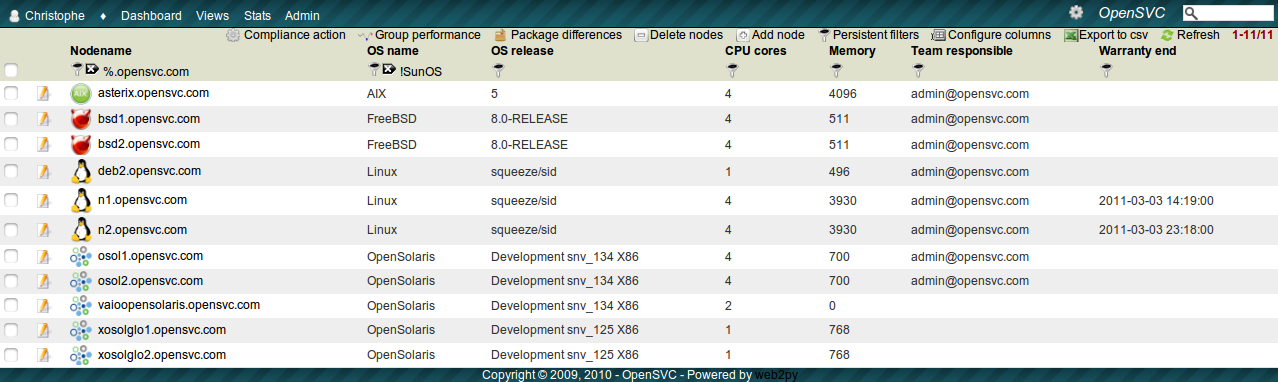 Christophe ♦ Dashboard Views Stats Admin OpenSVC
Compliance action Group performance Package differences Delete nodes Add node Persistent filters Configure columns Export to csv Refresh 1-11/11
Nodename OS name OS release CPU cores Memory Team responsible Warranty end
%.opensvc.com !SunOS
AIX asterix.opensvc.com AIX 5 4 4096 admin@opensvc.com
bsd1.opensvc.com FreeBSD 8.0-RELEASE 4 511 admin@opensvc.com
bsd2.opensvc.com FreeBSD 8.0-RELEASE 4 511 admin@opensvc.com
deb2.opensvc.com Linux squeeze/sid 1 496 admin@opensvc.com
n1.opensvc.com Linux squeeze/sid 4 3930 admin@opensvc.com 2011-03-03 14:19:00
n2.opensvc.com Linux squeeze/sid 4 3930 admin@opensvc.com 2011-03-03 23:18:00
osol1.opensvc.com OpenSolaris Development snv_134 X86 4 700 admin@opensvc.com
osol2.opensvc.com OpenSolaris Development snv_134 X86 4 700 admin@opensvc.com
vaioopensolaris.opensvc.com OpenSolaris Development snv_134 X86 2 0
xosolglo1.opensvc.com OpenSolaris Development snv_125 X86 1 768
xosolglo2.opensvc.com OpenSolaris Development snv_125 X86 1 768
Copyright © 2009, 2010 - OpenSVC - Powered by web2py